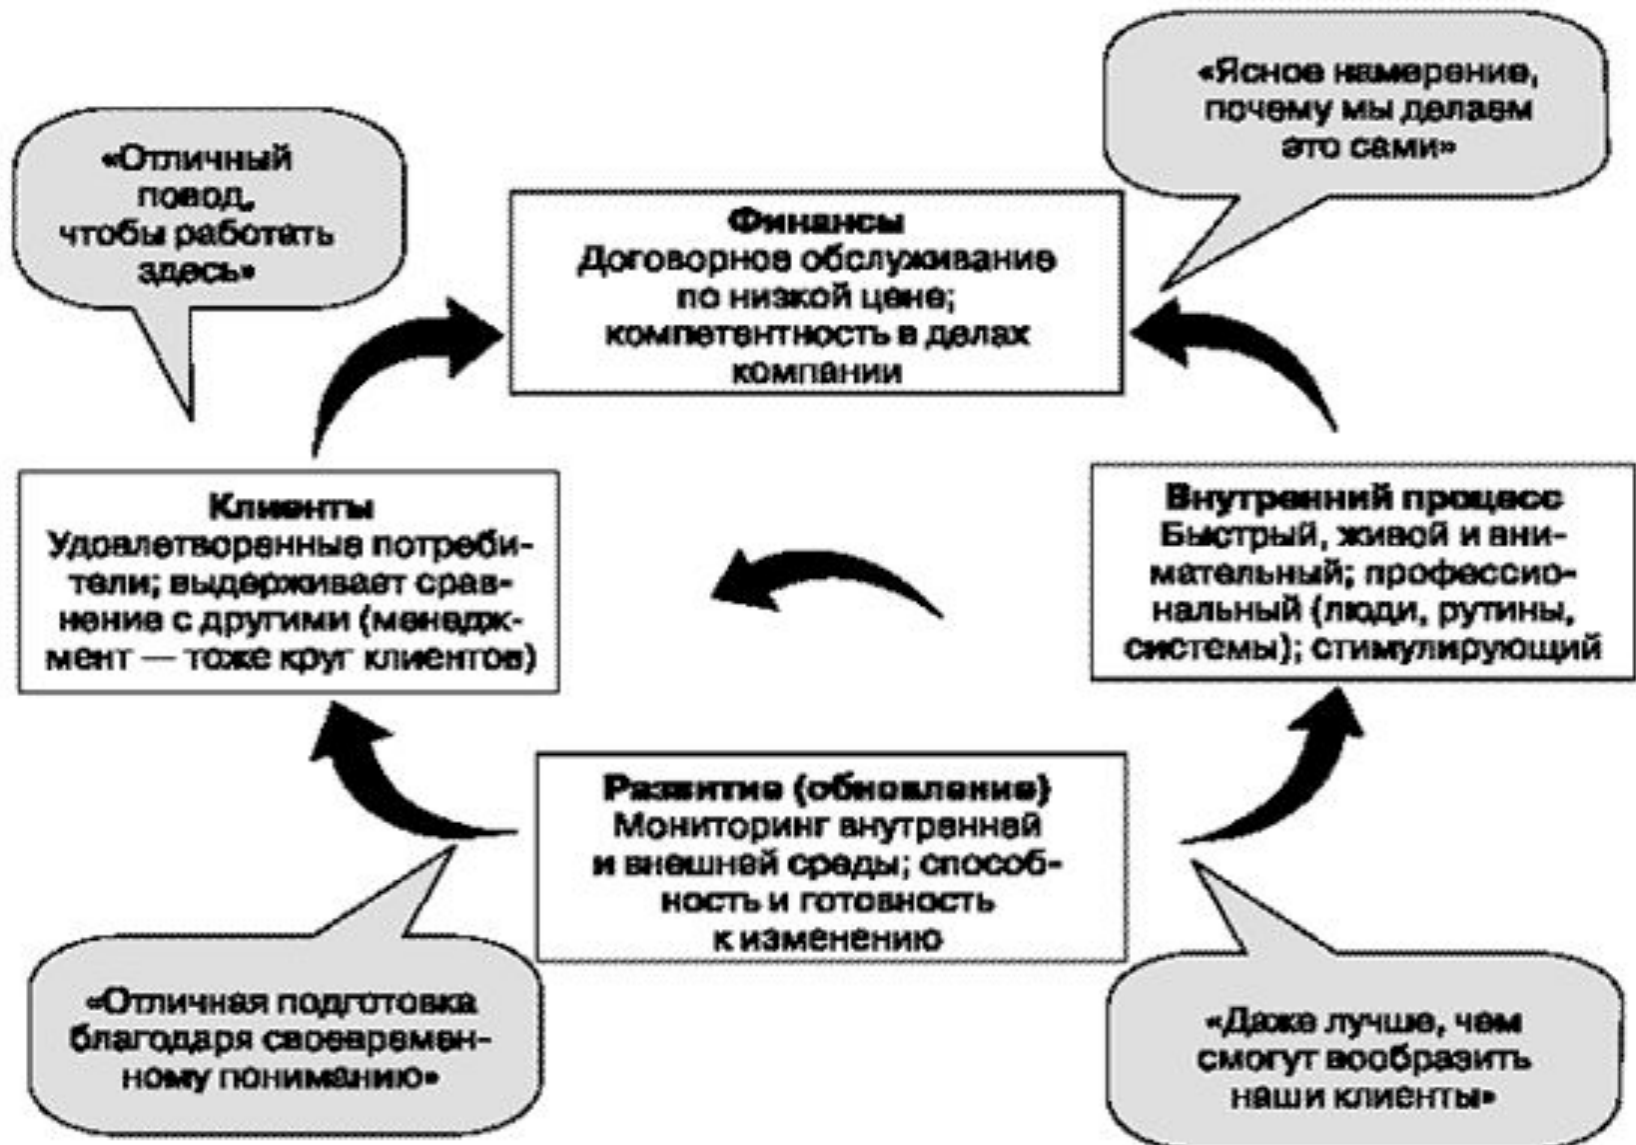 «Ясное намерение,
почему мы делаем
это сами»
«Отличный
повод,
чтобы работать
здесь»
Финансы
Договорное обслуживание
по низкой цене;
компетентность в делах
компании
Клиенты
Удовлетворенные потреби-
тели; выдерживает срав-
нение с другими (менедж-
мент — тоже круг клиентов)
Внутренний процесс
Быстрый, живой и вни-
мательный; профессио-
нальный (люди, рутины,
системы); стимулирующий
Развитие (обновление)
Мониторинг внутренней
и внешней среды; способ-
ность и готовность
к изменению
«Отличная подготовка
благодаря своевремен-
ному пониманию»
«Даже лучше, чем
смогут вообразить
наши клиенты»